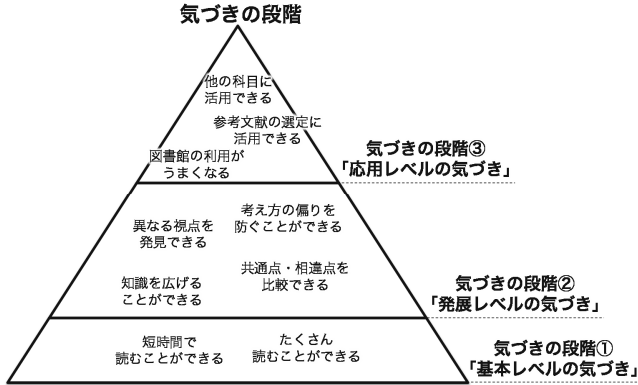 気づきの段階
他の科目に
活用できる
参考文献の選定に
活用できる
図書館の利用が
うまくなる
気づきの段階③
「応用レベルの気づき」
考え方の偏りを
防ぐことができる
異なる視点を
発見できる
共通点・相違点を
比較できる
知識を広げる
ことができる
気づきの段階②
「発展レベルの気づき」
短時間で
読むことができる
たくさん
読むことができる
気づきの段階①
「基本レベルの気づき」